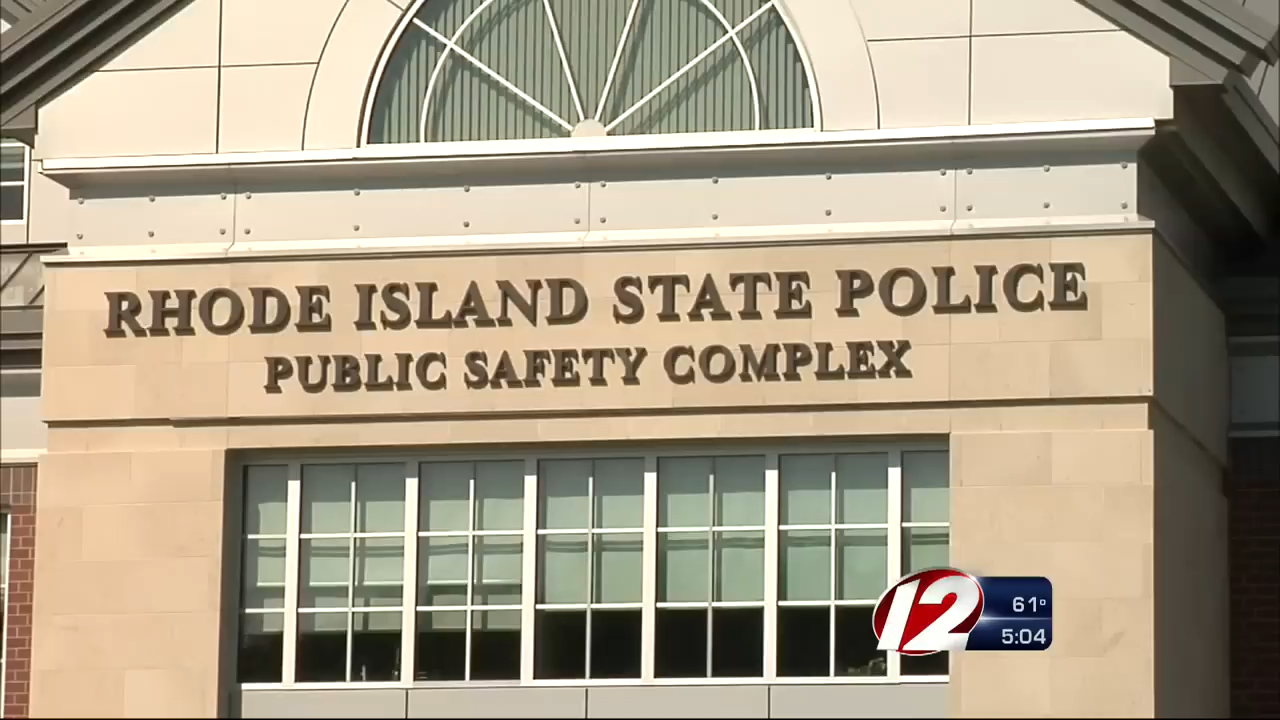 RHODE ISLAND STATE POLICE
PUBLIC SAFETY COMPLEX
12
61°
5:04